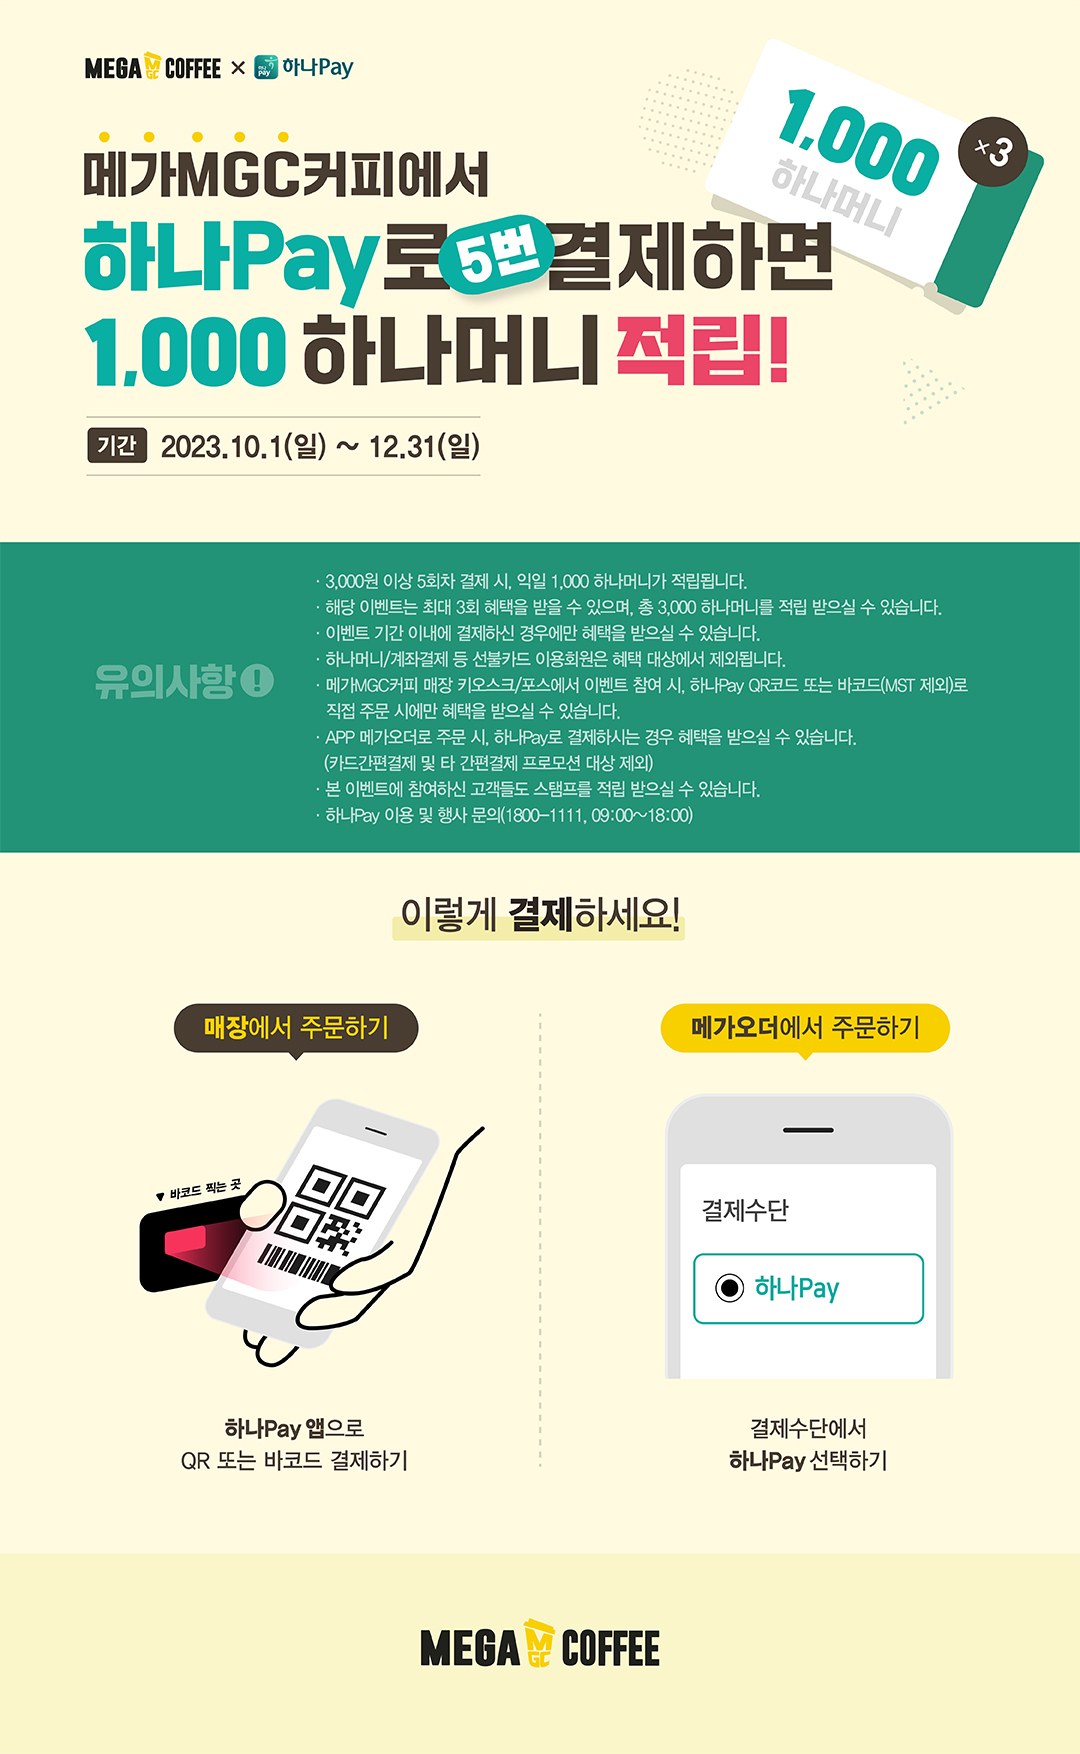 MEGA MGC COFFEE × 하나Pay 하나Pay
1,000
하나머니
×3
메가MGC커피에서
하나Pay로 5번 결제하면
1,000 하나머니 적립!
기간 2023.10.1(일) ~ 12.31(일)
유의사항
· 3,000원 이상 5회차 결제 시, 익일 1,000 하나머니가 적립됩니다.
· 해당 이벤트는 최대 3회 혜택을 받을 수 있으며, 총 3,000 하나머니를 적립 받으실 수 있습니다.
· 이벤트 기간 이내에 결제하신 경우에만 혜택을 받으실 수 있습니다.
· 하나머니/계좌결제 등 선불카드 이용회원은 혜택 대상에서 제외됩니다.
· 메가MGC커피 매장 키오스크/포스에서 이벤트 참여 시, 하나Pay QR코드 또는 바코드(MST 제외)로
직접 주문 시에만 혜택을 받으실 수 있습니다.
· APP 메가오더로 주문 시, 하나Pay로 결제하시는 경우 혜택을 받으실 수 있습니다.
(카드간편결제 및 타 간편결제 프로모션 대상 제외)
· 본 이벤트에 참여하신 고객들도 스탬프를 적립 받으실 수 있습니다.
· 하나Pay 이용 및 행사 문의(1800-1111, 09:00~18:00)
이렇게 결제하세요!
매장에서 주문하기
▼ 바코드 찍는 곳
하나Pay 앱으로
QR 또는 바코드 결제하기
메가오더에서 주문하기
결제수단
하나Pay
결제수단에서
하나Pay 선택하기
MEGA MGC COFFEE